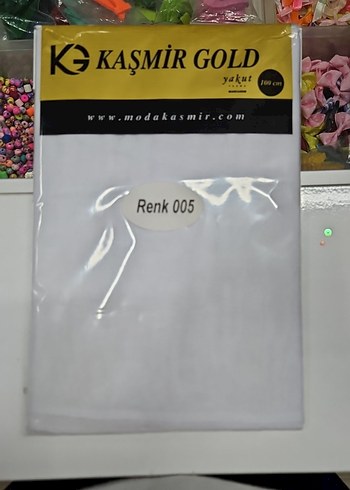 KG KAŞMİR GOLD
yakut
100 cm
www.modakasmir.com
Renk 005